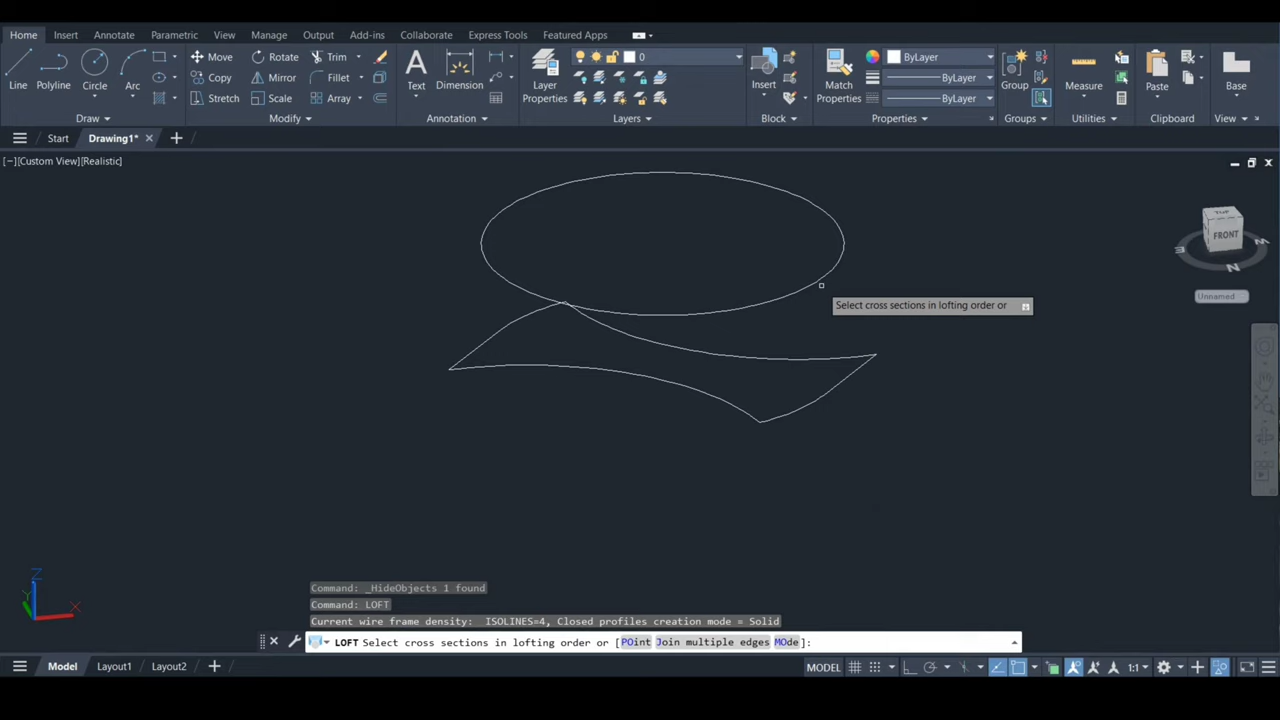 Home Insert Annotate Parametric View Manage Output Add-ins Collaborate Express Tools Featured Apps
Line Polyline Circle Arc
Move Rotate Trim
Copy Mirror Fillet
Stretch Scale Array
Text Dimension
Layer Properties
0
Insert
Match Properties
ByLayer
ByLayer
ByLayer
Group
Measure
Paste
Base
Draw Modify Annotation Layers Block Properties Groups Utilities Clipboard View
Start Drawing1*
[−][Custom View][Realistic]
TOP
FRONT
N
Unnamed
Select cross sections in lofting order or
Z
Y
X
Command: _HideObjects 1 found
Command: LOFT
Current wire frame density:  ISOLINES=4, Closed profiles creation mode = Solid
LOFT Select cross sections in lofting order or [POint Join multiple edges MOde]:
Model Layout1 Layout2 MODEL 1:1